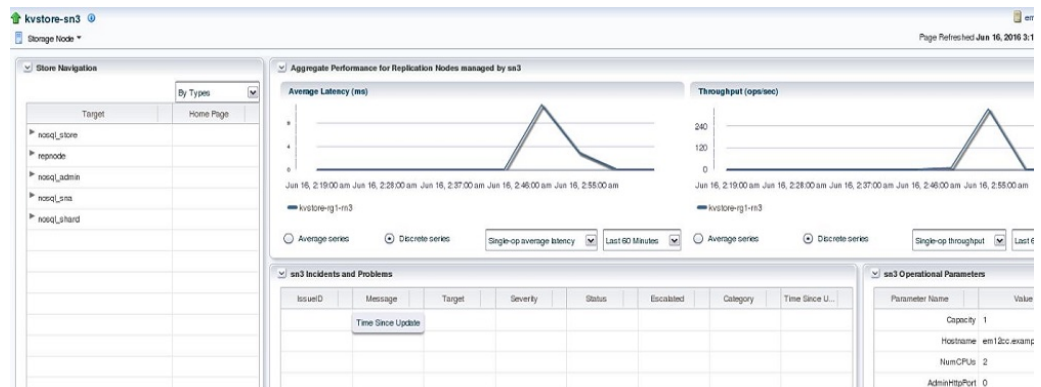 kvstore-sn3
Storage Node
Page Refreshed Jun 16, 2016 3:1
Store Navigation
By Types
Target Home Page
nosql_store
repnode
nosql_admin
nosql_sna
nosql_shard
Aggregate Performance for Replication Nodes managed by sn3
Average Latency (ms)
8
4
0
Jun 16, 2:19:00 am Jun 16, 2:28:00 am Jun 16, 2:37:00 am Jun 16, 2:46:00 am Jun 16, 2:55:00 am
kvstore-rg1-rn3
Average series Discrete series Single-op average latency Last 60 Minutes
Throughput (ops/sec)
240
120
0
Jun 16, 2:19:00 am Jun 16, 2:28:00 am Jun 16, 2:37:00 am Jun 16, 2:46:00 am Jun 16, 2:55:00 am
kvstore-rg1-rn3
Average series Discrete series Single-op throughput Last 6
sn3 Incidents and Problems
IssueID Message Target Severity Status Escalated Category Time Since U...
Time Since Update
sn3 Operational Parameters
Parameter Name Value
Capacity 1
Hostname em12cc.examp
NumCPUs 2
AdminHttpPort 0